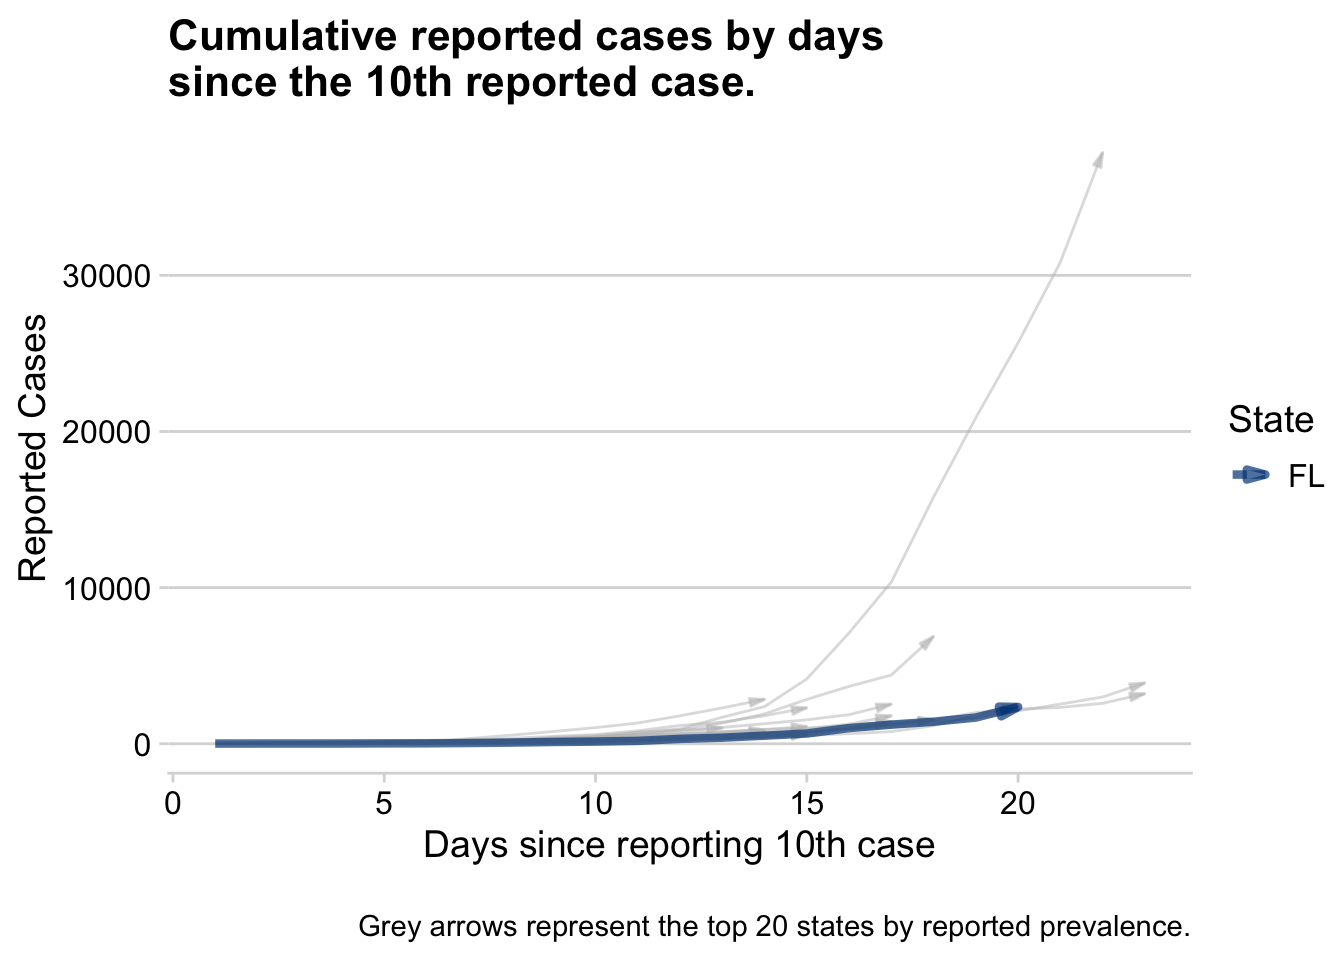 Cumulative reported cases by days
since the 10th reported case.
30000
20000
10000
0
Reported Cases
0 5 10 15 20
Days since reporting 10th case
State
FL
Grey arrows represent the top 20 states by reported prevalence.